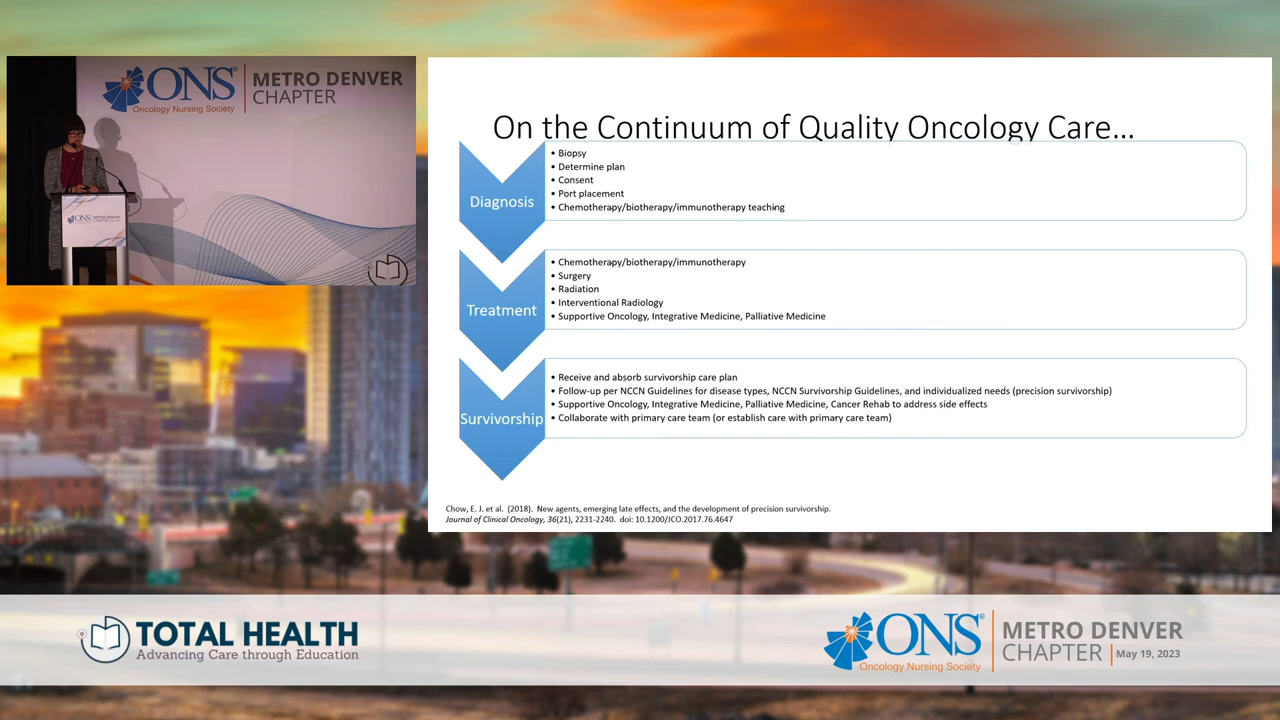 ONS®
Oncology Nursing Society
METRO DENVER
CHAPTER
ONS
On the Continuum of Quality Oncology Care...
Diagnosis
• Biopsy
• Determine plan
• Consent
• Port placement
• Chemotherapy/biotherapy/immunotherapy teaching
Treatment
• Chemotherapy/biotherapy/immunotherapy
• Surgery
• Radiation
• Interventional Radiology
• Supportive Oncology, Integrative Medicine, Palliative Medicine
Survivorship
• Receive and absorb survivorship care plan
• Follow-up per NCCN Guidelines for disease types, NCCN Survivorship Guidelines, and individualized needs (precision survivorship)
• Supportive Oncology, Integrative Medicine, Palliative Medicine, Cancer Rehab to address side effects
• Collaborate with primary care team (or establish care with primary care team)
Chow, E. J. et al. (2018). New agents, emerging late effects, and the development of precision survivorship.
Journal of Clinical Oncology, 36(21), 2231-2240. doi: 10.1200/JCO.2017.76.4647
TOTAL HEALTH
Advancing Care through Education
ONS®
Oncology Nursing Society
METRO DENVER
CHAPTER
May 19, 2023